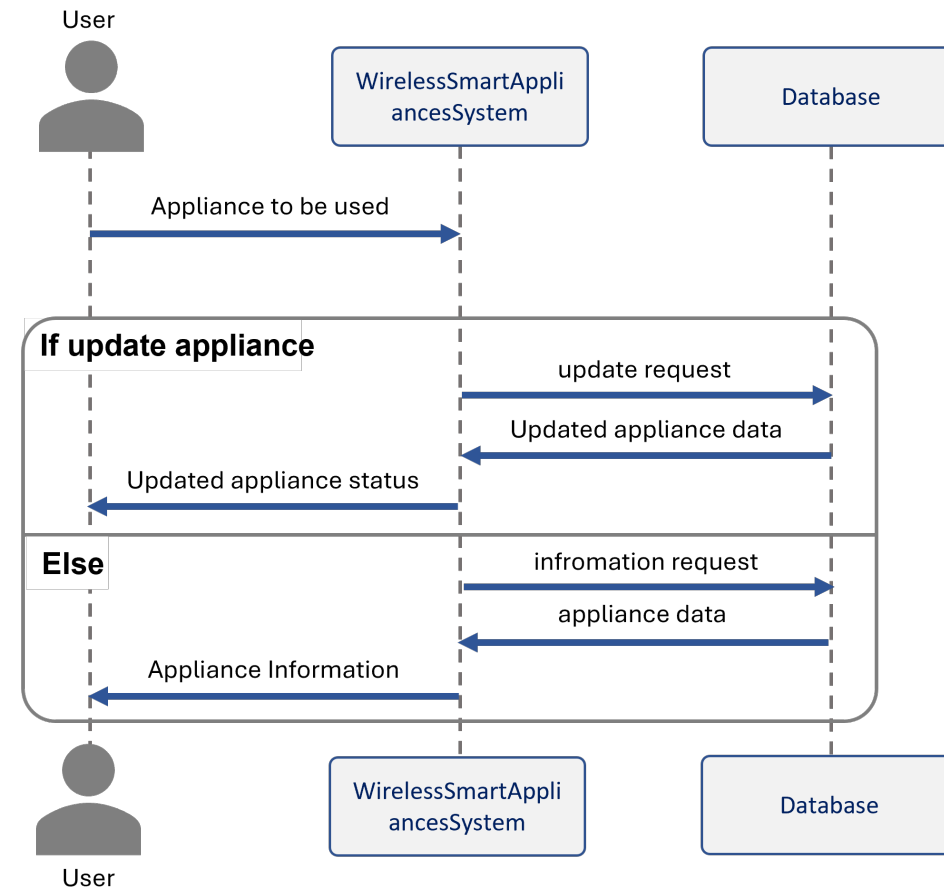 User
WirelessSmartAppli
ancesSystem
Database
Appliance to be used
If update appliance
update request
Updated appliance data
Updated appliance status
Else
infromation request
appliance data
Appliance Information
WirelessSmartAppli
ancesSystem
Database
User